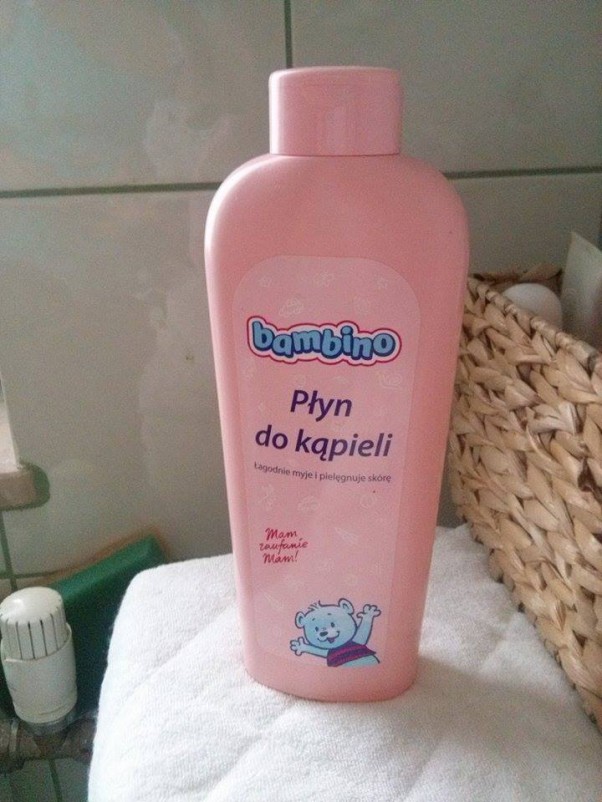 bambino
Płyn
do kąpieli
Łagodnie myje i pielęgnuje skórę
Mam
zaufanie
Mam!